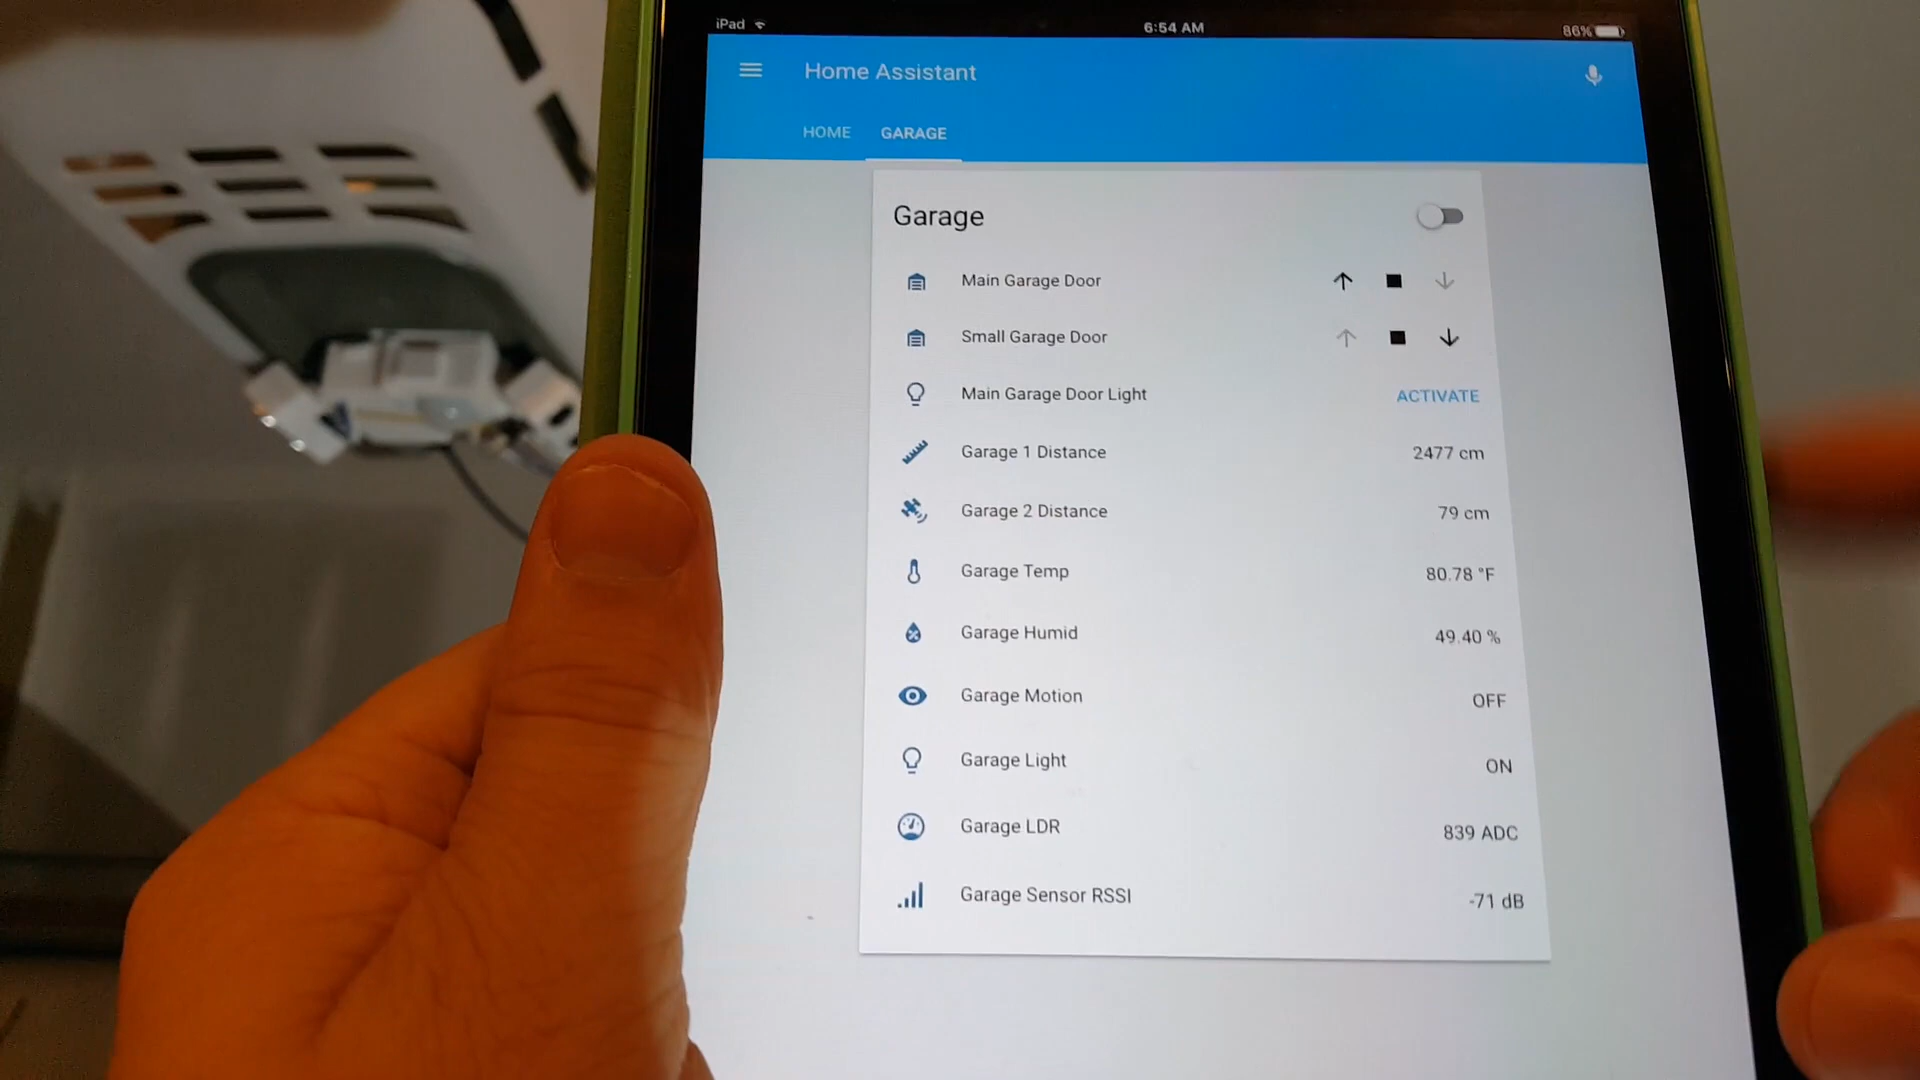 iPad 6:54 AM 86%
Home Assistant
HOME GARAGE
Garage
Main Garage Door
Small Garage Door
Main Garage Door Light ACTIVATE
Garage 1 Distance 2477 cm
Garage 2 Distance 79 cm
Garage Temp 80.78 °F
Garage Humid 49.40 %
Garage Motion OFF
Garage Light ON
Garage LDR 839 ADC
Garage Sensor RSSI -71 dB